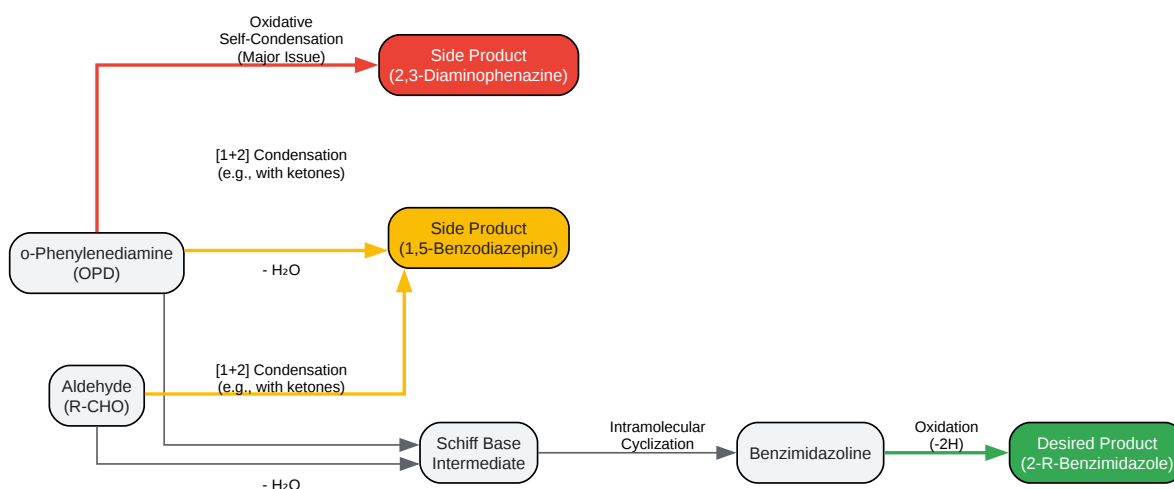 Oxidative
Self-Condensation
(Major Issue)
Side Product
(2,3-Diaminophenazine)
[1+2] Condensation
(e.g., with ketones)
Side Product
(1,5-Benzodiazepine)
o-Phenylenediamine
(OPD)
- H₂O
[1+2] Condensation
(e.g., with ketones)
Aldehyde
(R-CHO)
Schiff Base
Intermediate
Intramolecular
Cyclization
Benzimidazoline
Oxidation
(-2H)
Desired Product
(2-R-Benzimidazole)
- H₂O